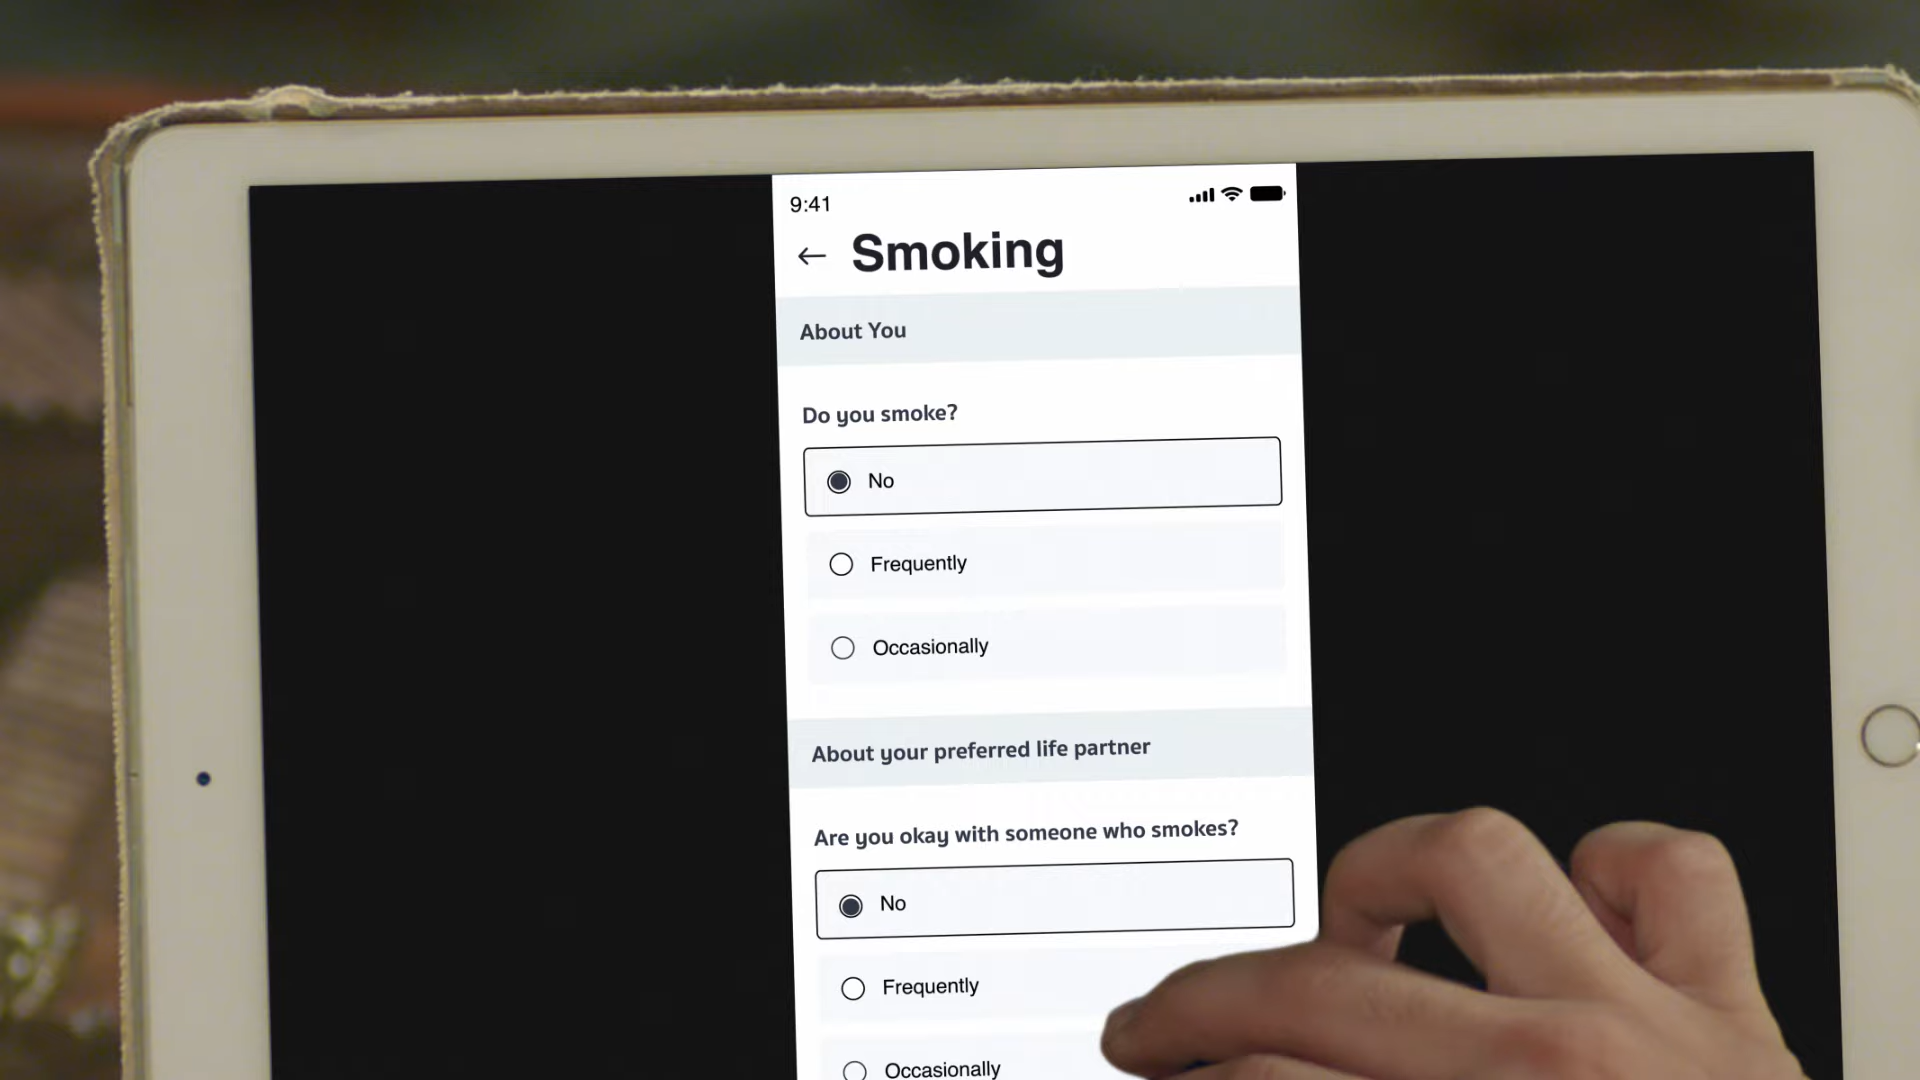 9:41
Smoking
About You
Do you smoke?
No
Frequently
Occasionally
About your preferred life partner
Are you okay with someone who smokes?
No
Frequently
Occasionally